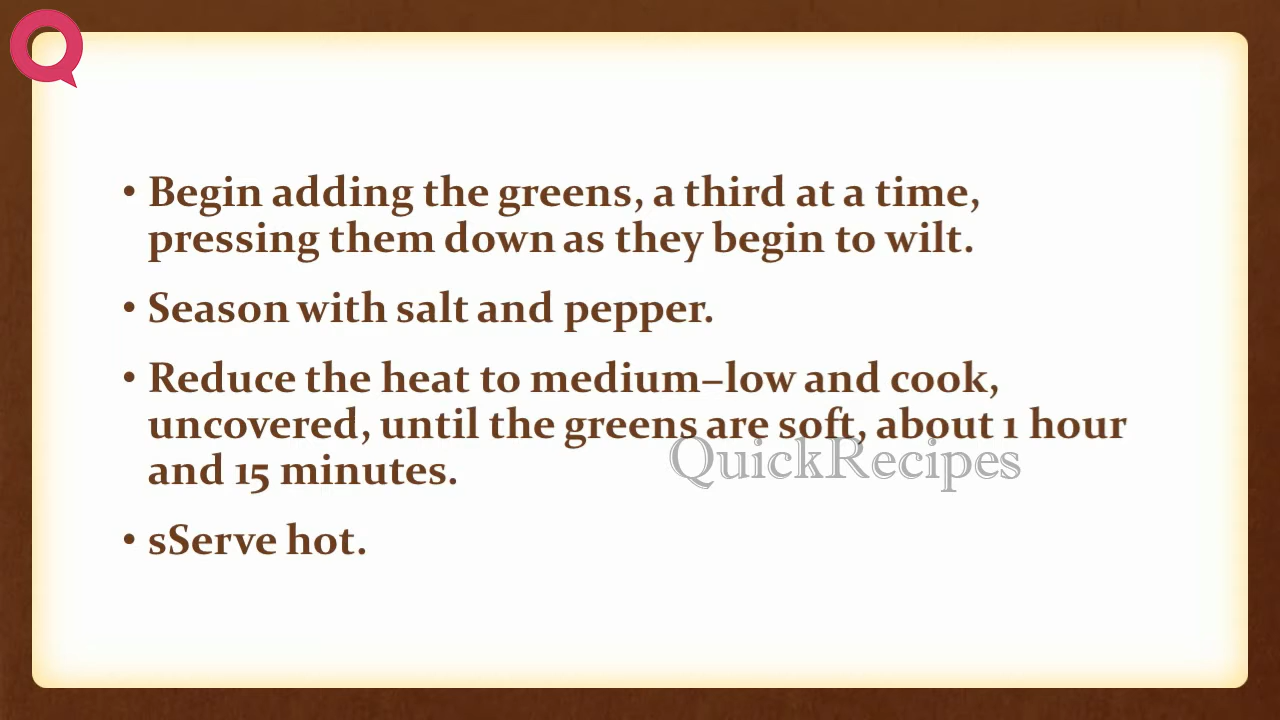 • Begin adding the greens, a third at a time,
pressing them down as they begin to wilt.
• Season with salt and pepper.
• Reduce the heat to medium–low and cook,
uncovered, until the greens are soft, about 1 hour
and 15 minutes.
QuickRecipes
• sServe hot.